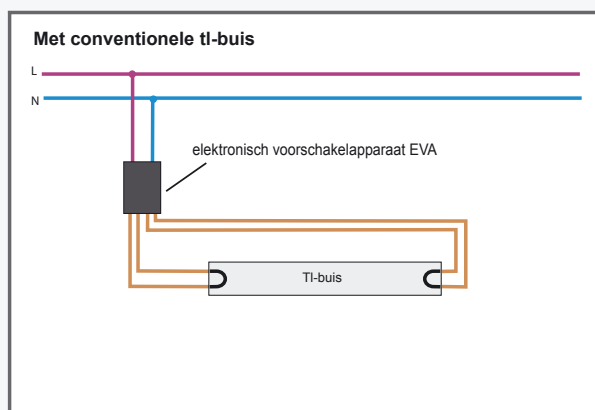 Met conventionele tl-buis
L
N
elektronisch voorschakelapparaat EVA
Tl-buis